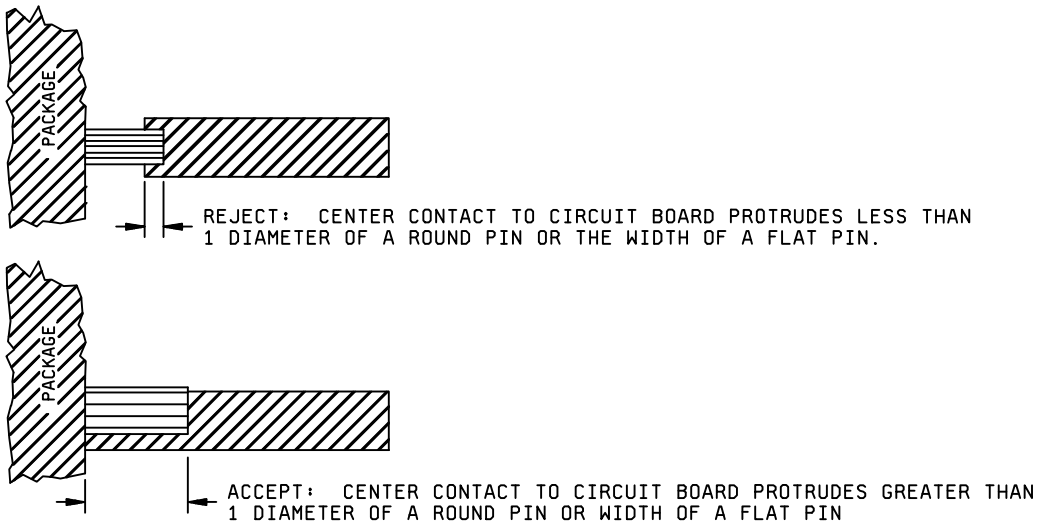 PACKAGE
REJECT: CENTER CONTACT TO CIRCUIT BOARD PROTRUDES LESS THAN
1 DIAMETER OF A ROUND PIN OR THE WIDTH OF A FLAT PIN.
PACKAGE
ACCEPT: CENTER CONTACT TO CIRCUIT BOARD PROTRUDES GREATER THAN
1 DIAMETER OF A ROUND PIN OR WIDTH OF A FLAT PIN